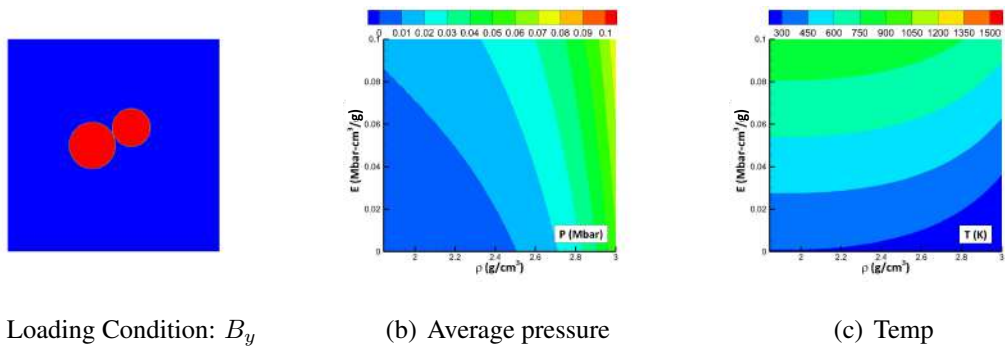 0 0.01 0.02 0.03 0.04 0.05 0.06 0.07 0.08 0.09 0.1
0.1
0.08
0.06
0.04
0.02
0
E (Mbar-cm³/g)
P (Mbar)
2 2.2 2.4 2.6 2.8 3
ρ (g/cm³)
300 450 600 750 900 1050 1200 1350 1500
0.1
0.08
0.06
0.04
0.02
0
E (Mbar-cm³/g)
T (K)
2 2.2 2.4 2.6 2.8 3
ρ (g/cm³)
Loading Condition: B_y
(b) Average pressure
(c) Temp